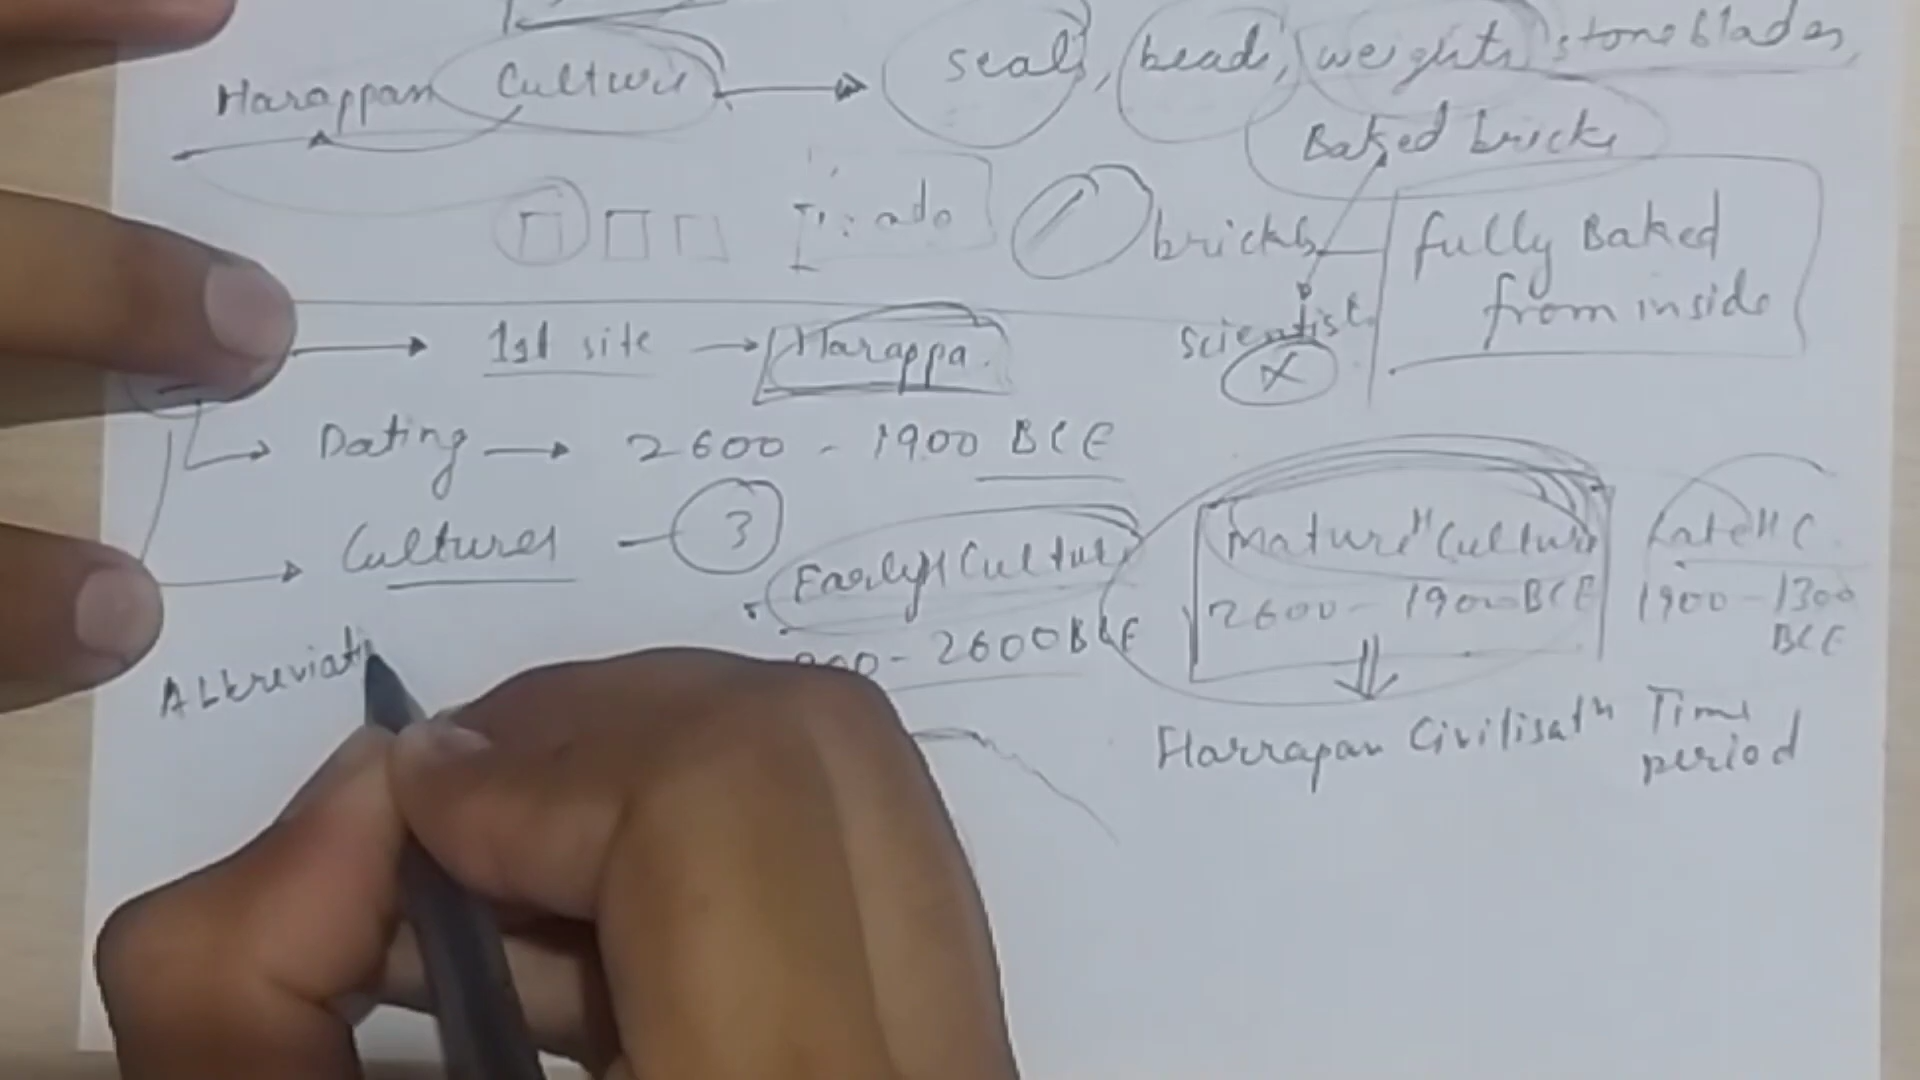 Harappan Culture → seals, beads, weights, stone blades,
Baked bricks
bricks
fully Baked
from inside
scientist.
→ 1st site → Harappa.
→ Dating → 2600 - 1900 BCE
→ Cultures — 3
Early H Culture
2600 BCE
Mature H Culture
2600 - 1900 BCE
Late H C.
1900 - 1300
BCE
Harrapan Civilisatn Time
period
Abbreviati